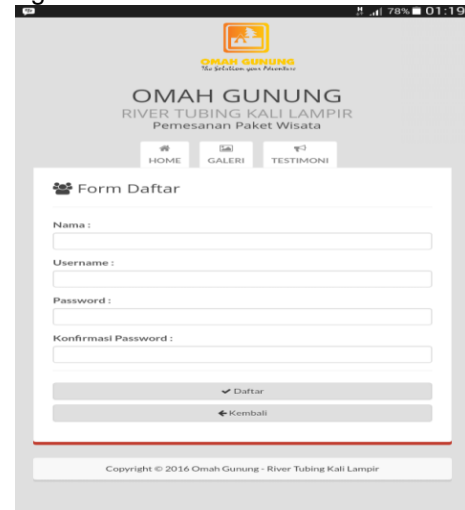 78% 01:19
OMAH GUNUNG
OMAH GUNUNG
RIVER TUBING KALI LAMPIR
Pemesanan Paket Wisata
HOME GALERI TESTIMONI
Form Daftar
Nama :
Username :
Password :
Konfirmasi Password :
Daftar
Kembali
Copyright © 2016 Omah Gunung - River Tubing Kali Lampir